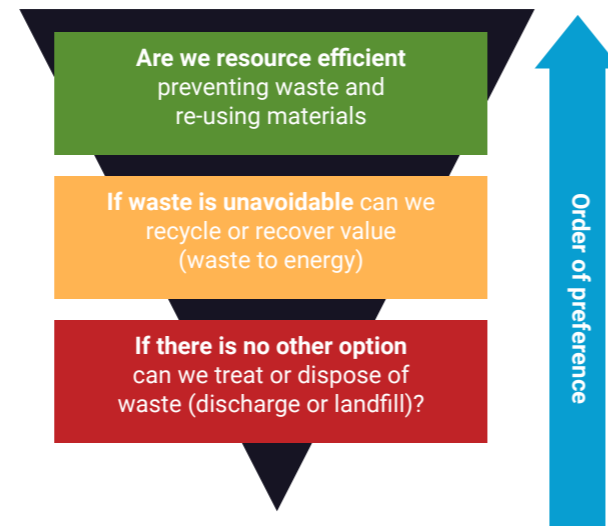 Are we resource efficient
preventing waste and
re-using materials
If waste is unavoidable can we
recycle or recover value
(waste to energy)
If there is no other option
can we treat or dispose of
waste (discharge or landfill)?
Order of preference